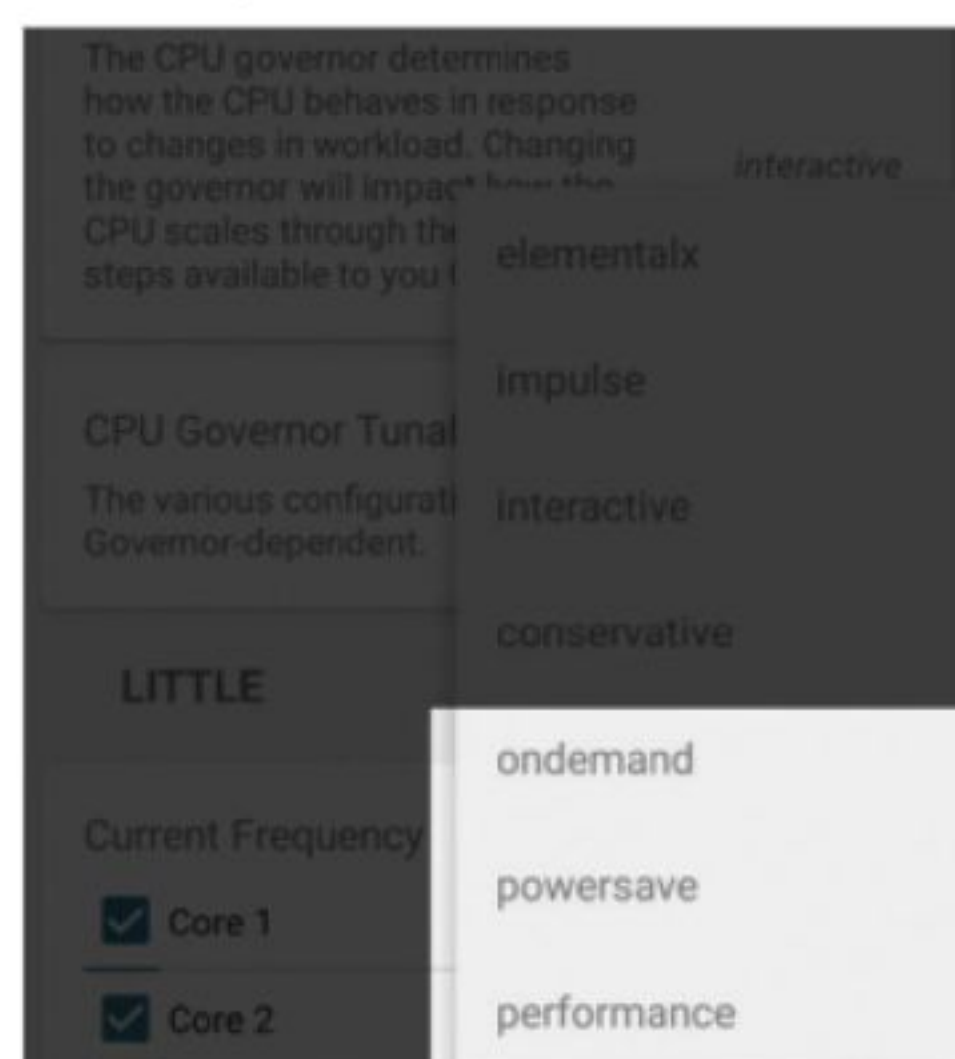 The CPU governor determines
how the CPU behaves in response
to changes in workload. Changing
the governor will impact how the
CPU scales through the
steps available to you
interactive
elementalx
impulse
interactive
conservative
ondemand
powersave
performance
CPU Governor Tunal
The various configurati
Governor-dependent.
LITTLE
Current Frequency
Core 1
Core 2